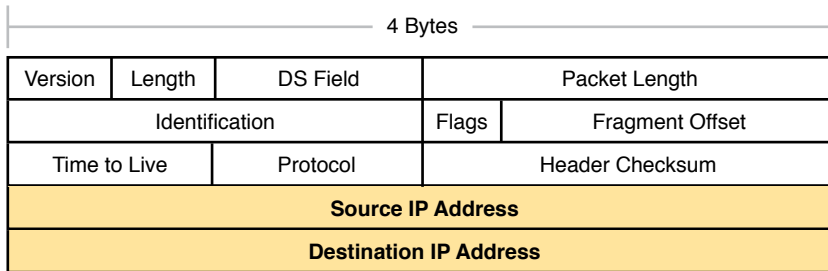 4 Bytes
Version Length DS Field Packet Length
Identification Flags Fragment Offset
Time to Live Protocol Header Checksum
Source IP Address
Destination IP Address